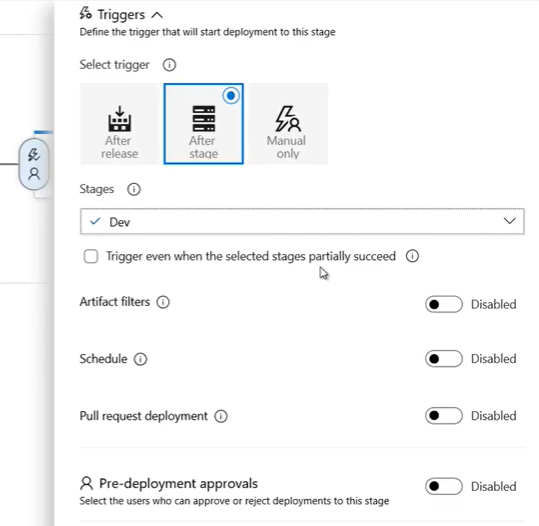 Triggers
Define the trigger that will start deployment to this stage
Select trigger
After
release
After
stage
Manual
only
Stages
Dev
Trigger even when the selected stages partially succeed
Artifact filters
Disabled
Schedule
Disabled
Pull request deployment
Disabled
Pre-deployment approvals
Disabled
Select the users who can approve or reject deployments to this stage